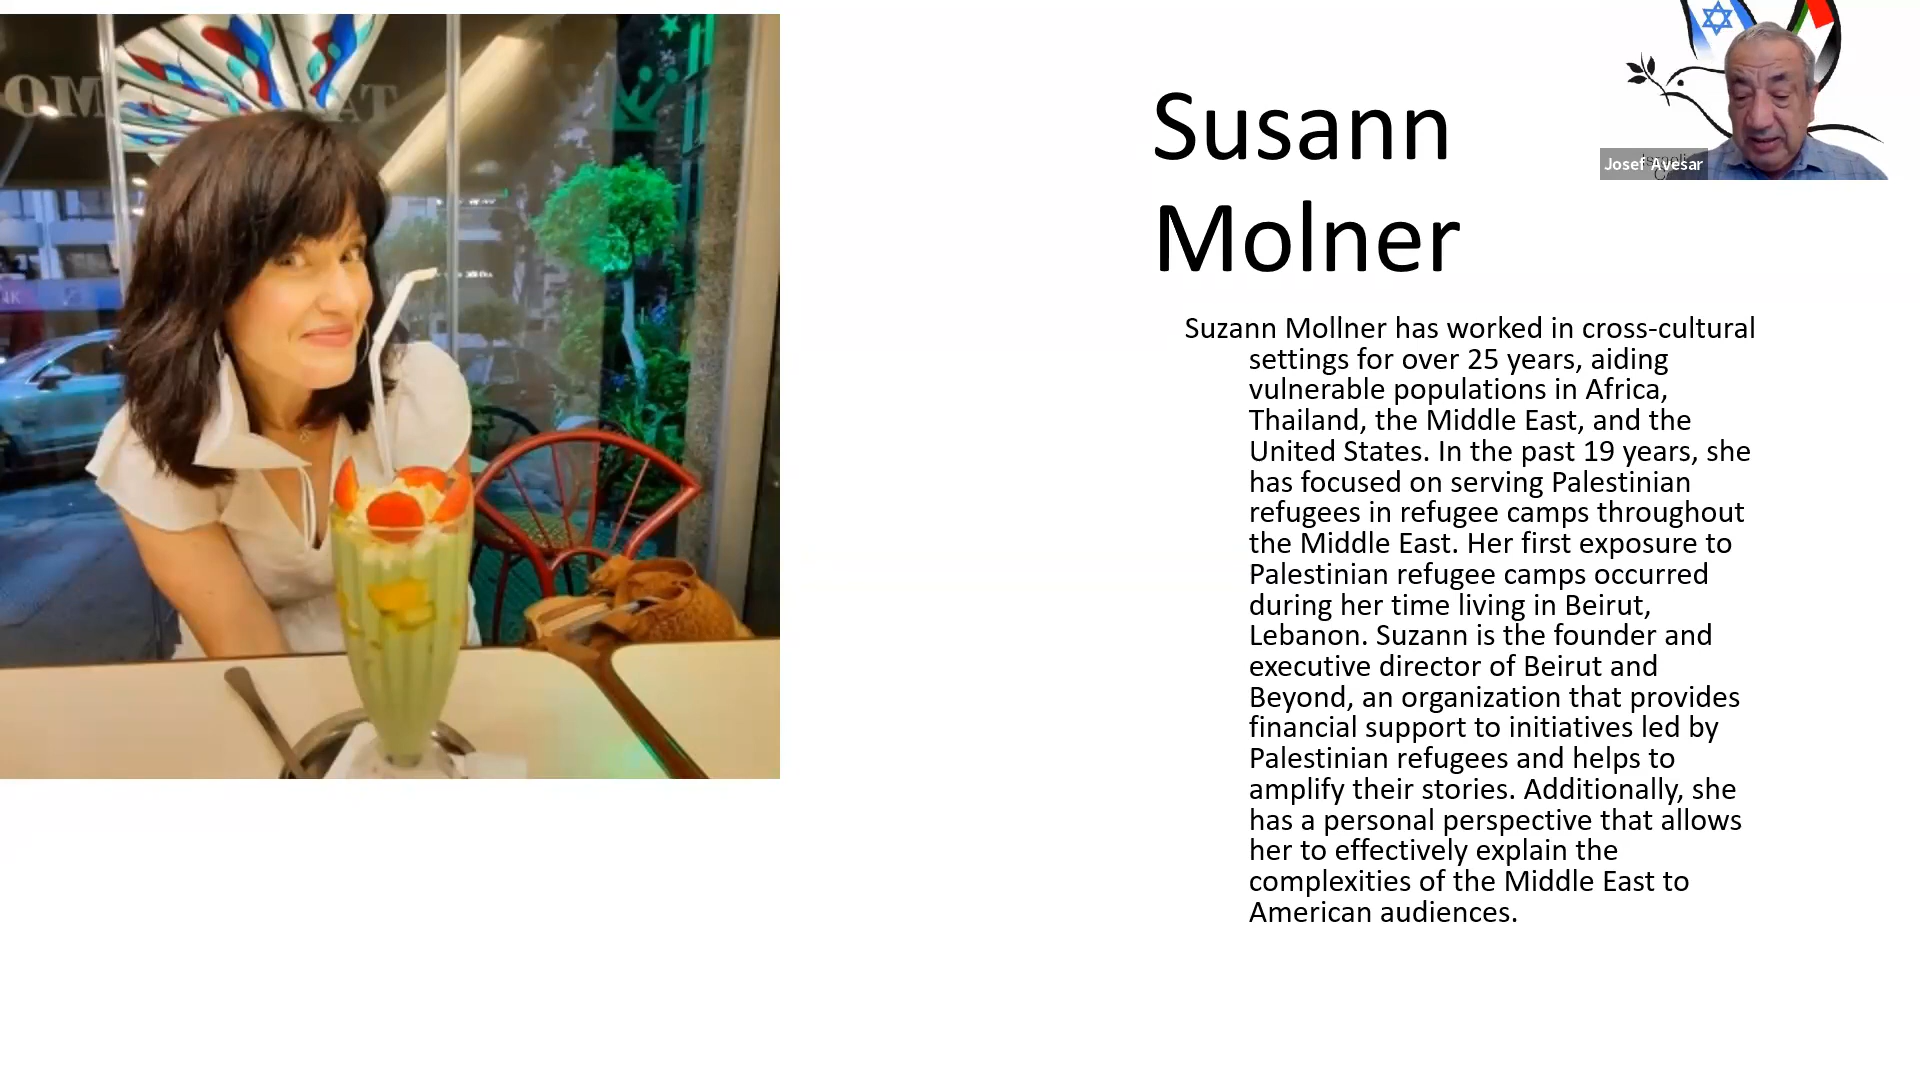 Susann
Molner
Josef Avesar
Suzann Mollner has worked in cross-cultural
settings for over 25 years, aiding
vulnerable populations in Africa,
Thailand, the Middle East, and the
United States. In the past 19 years, she
has focused on serving Palestinian
refugees in refugee camps throughout
the Middle East. Her first exposure to
Palestinian refugee camps occurred
during her time living in Beirut,
Lebanon. Suzann is the founder and
executive director of Beirut and
Beyond, an organization that provides
financial support to initiatives led by
Palestinian refugees and helps to
amplify their stories. Additionally, she
has a personal perspective that allows
her to effectively explain the
complexities of the Middle East to
American audiences.